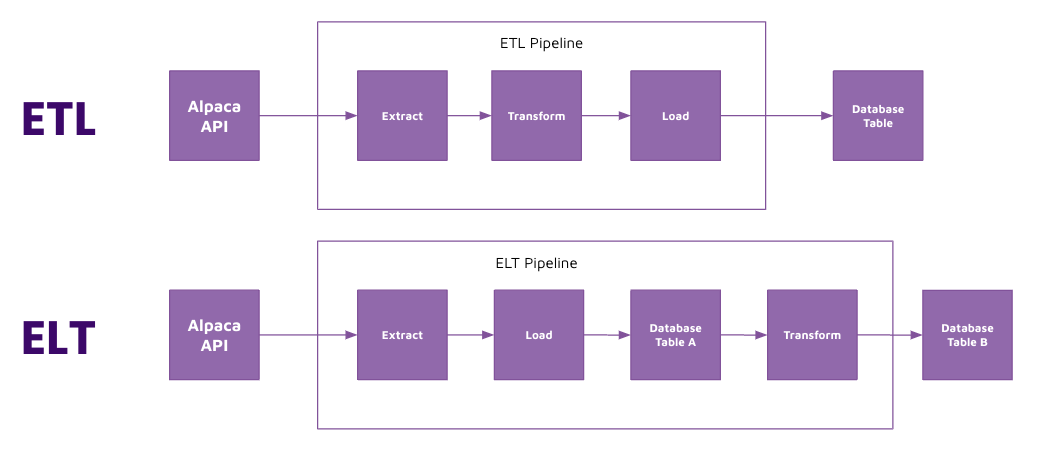 ETL Pipeline
ETL
Alpaca
API
Extract
Transform
Load
Database
Table
ELT Pipeline
ELT
Alpaca
API
Extract
Load
Database
Table A
Transform
Database
Table B